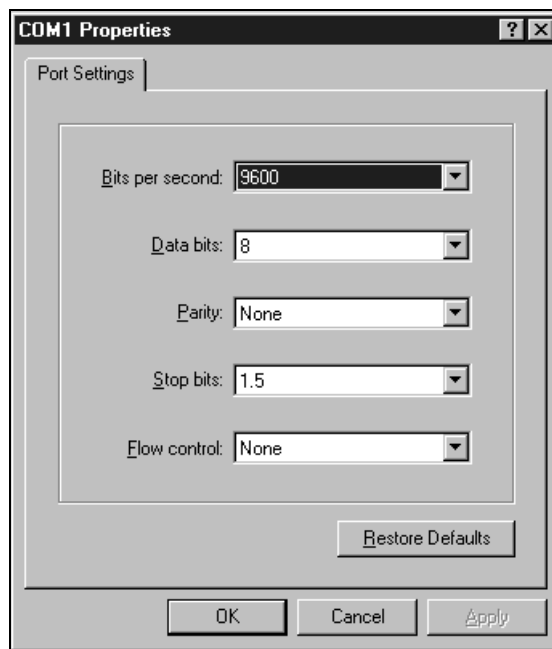 COM1 Properties
Port Settings
Bits per second: 9600
Data bits: 8
Parity: None
Stop bits: 1.5
Flow control: None
Restore Defaults
OK Cancel Apply